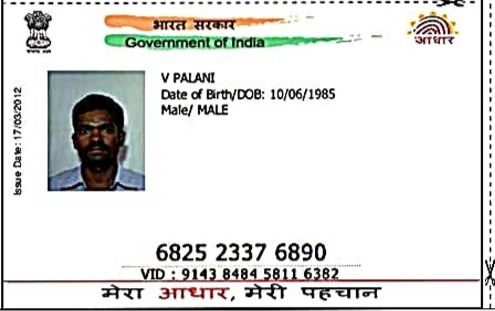 भारत सरकार
Government of India
आधार
V PALANI
Date of Birth/DOB: 10/06/1985
Male/ MALE
Issue Date: 17/03/2012
6825 2337 6890
VID : 9143 8484 5811 6382
मेरा आधार, मेरी पहचान